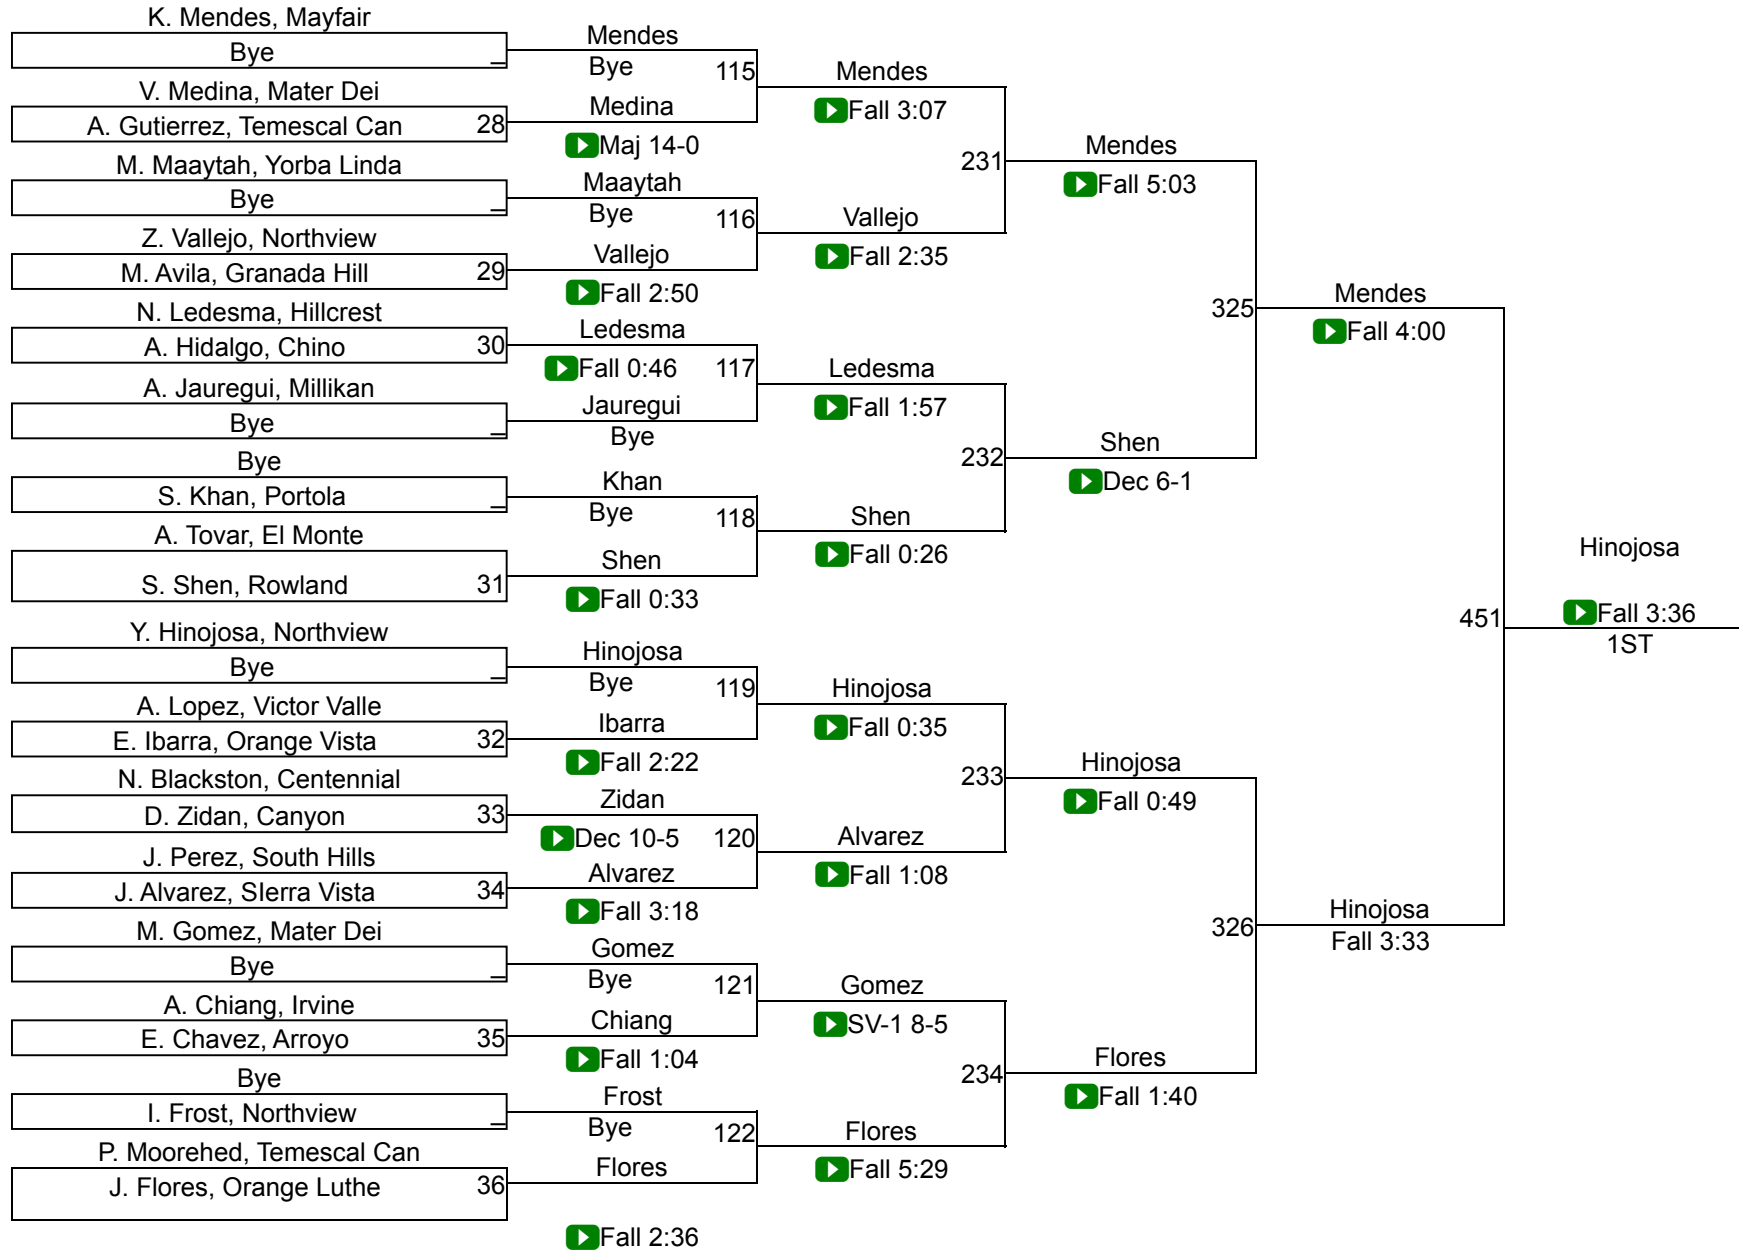 K. Mendes, Mayfair
Bye _
V. Medina, Mater Dei
A. Gutierrez, Temescal Can 28
M. Maaytah, Yorba Linda
Bye _
Z. Vallejo, Northview
M. Avila, Granada Hill 29
N. Ledesma, Hillcrest
A. Hidalgo, Chino 30
A. Jauregui, Millikan
Bye _
Bye
S. Khan, Portola _
A. Tovar, El Monte
S. Shen, Rowland 31
Y. Hinojosa, Northview
Bye _
A. Lopez, Victor Valle
E. Ibarra, Orange Vista 32
N. Blackston, Centennial
D. Zidan, Canyon 33
J. Perez, South Hills
J. Alvarez, SIerra Vista 34
M. Gomez, Mater Dei
Bye _
A. Chiang, Irvine
E. Chavez, Arroyo 35
Bye
I. Frost, Northview _
P. Moorehed, Temescal Can
J. Flores, Orange Luthe 36
Mendes
Bye 115
Medina
Maj 14-0
Maaytah
Bye 116
Vallejo
Fall 2:50
Ledesma
Fall 0:46 117
Jauregui
Bye
Khan
Bye 118
Shen
Fall 0:33
Hinojosa
Bye 119
Ibarra
Fall 2:22
Zidan
Dec 10-5 120
Alvarez
Fall 3:18
Gomez
Bye 121
Chiang
Fall 1:04
Frost
Bye 122
Flores
Fall 2:36
Mendes
Fall 3:07
231
Vallejo
Fall 2:35
Ledesma
Fall 1:57
232
Shen
Fall 0:26
Hinojosa
Fall 0:35
233
Alvarez
Fall 1:08
Gomez
SV-1 8-5
234
Flores
Fall 5:29
Mendes
Fall 5:03
325
Shen
Dec 6-1
Hinojosa
Fall 0:49
326
Flores
Fall 1:40
Mendes
Fall 4:00
451
Hinojosa
Fall 3:33
Hinojosa
Fall 3:36
1ST